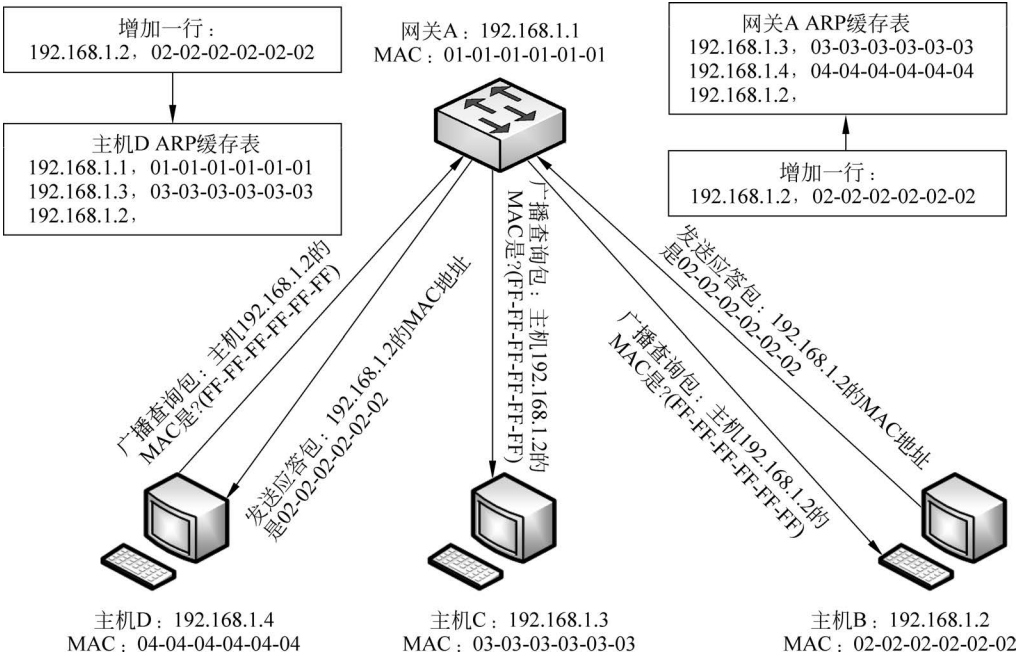 增加一行：
192.168.1.2，02-02-02-02-02-02
主机D ARP缓存表
192.168.1.1，01-01-01-01-01-01
192.168.1.3，03-03-03-03-03-03
192.168.1.2，
网关A：192.168.1.1
MAC：01-01-01-01-01-01
网关A ARP缓存表
192.168.1.3，03-03-03-03-03-03
192.168.1.4，04-04-04-04-04-04
192.168.1.2，
增加一行：
192.168.1.2，02-02-02-02-02-02
广播查询包：主机192.168.1.2的
MAC是?(FF-FF-FF-FF-FF-FF)
发送应答包：192.168.1.2的MAC地址
是02-02-02-02-02-02
广播查询包：主机192.168.1.2的
MAC是?(FF-FF-FF-FF-FF-FF)
广播查询包：主机192.168.1.2的
MAC是?(FF-FF-FF-FF-FF-FF)
发送应答包：192.168.1.2的MAC地址
是02-02-02-02-02-02
主机D：192.168.1.4
MAC：04-04-04-04-04-04
主机C：192.168.1.3
MAC：03-03-03-03-03-03
主机B：192.168.1.2
MAC：02-02-02-02-02-02